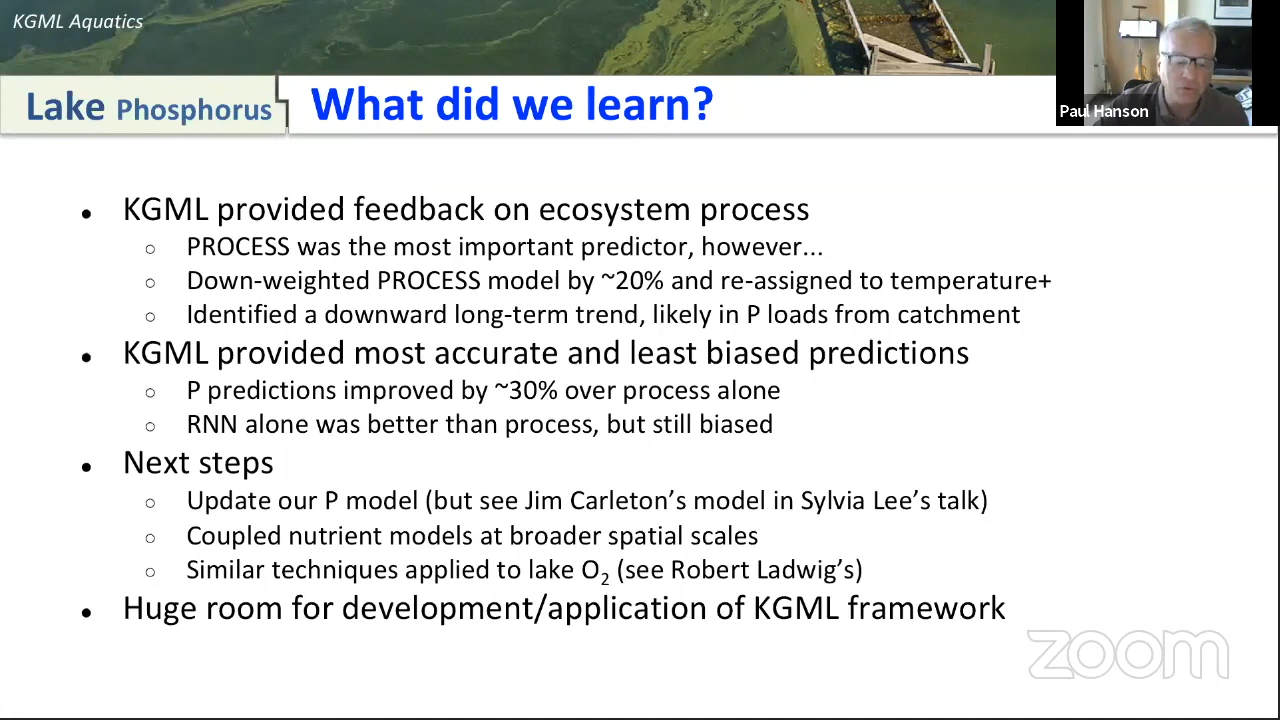 KGML Aquatics
Lake Phosphorus
What did we learn?
Paul Hanson
● KGML provided feedback on ecosystem process
○ PROCESS was the most important predictor, however...
○ Down-weighted PROCESS model by ~20% and re-assigned to temperature+
○ Identified a downward long-term trend, likely in P loads from catchment
● KGML provided most accurate and least biased predictions
○ P predictions improved by ~30% over process alone
○ RNN alone was better than process, but still biased
● Next steps
○ Update our P model (but see Jim Carleton’s model in Sylvia Lee’s talk)
○ Coupled nutrient models at broader spatial scales
○ Similar techniques applied to lake O₂ (see Robert Ladwig’s)
● Huge room for development/application of KGML framework
zoom